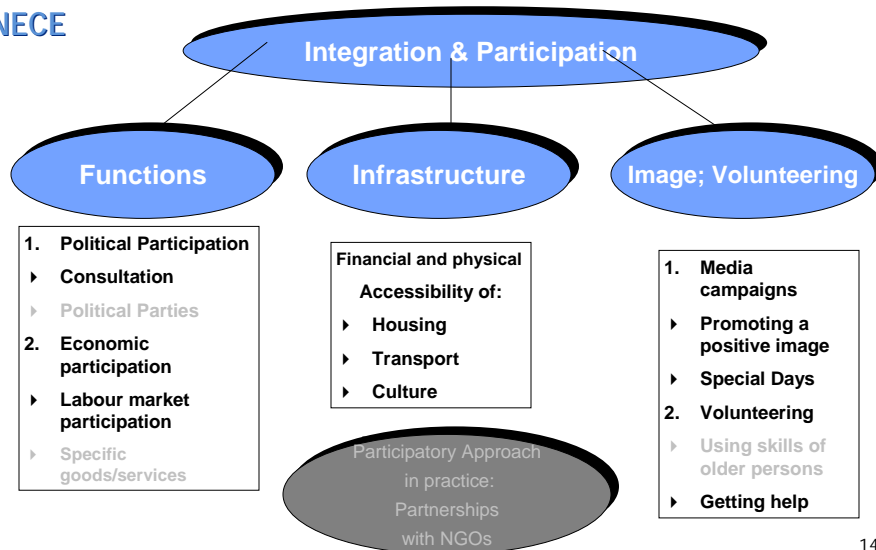 NECE
Integration & Participation
Functions
Infrastructure
Image; Volunteering
1. Political Participation
Consultation
Political Parties
2. Economic
participation
Labour market
participation
Specific
goods/services
Financial and physical
Accessibility of:
Housing
Transport
Culture
Participatory Approach
in practice:
Partnerships
with NGOs
1. Media
campaigns
Promoting a
positive image
Special Days
2. Volunteering
Using skills of
older persons
Getting help
14